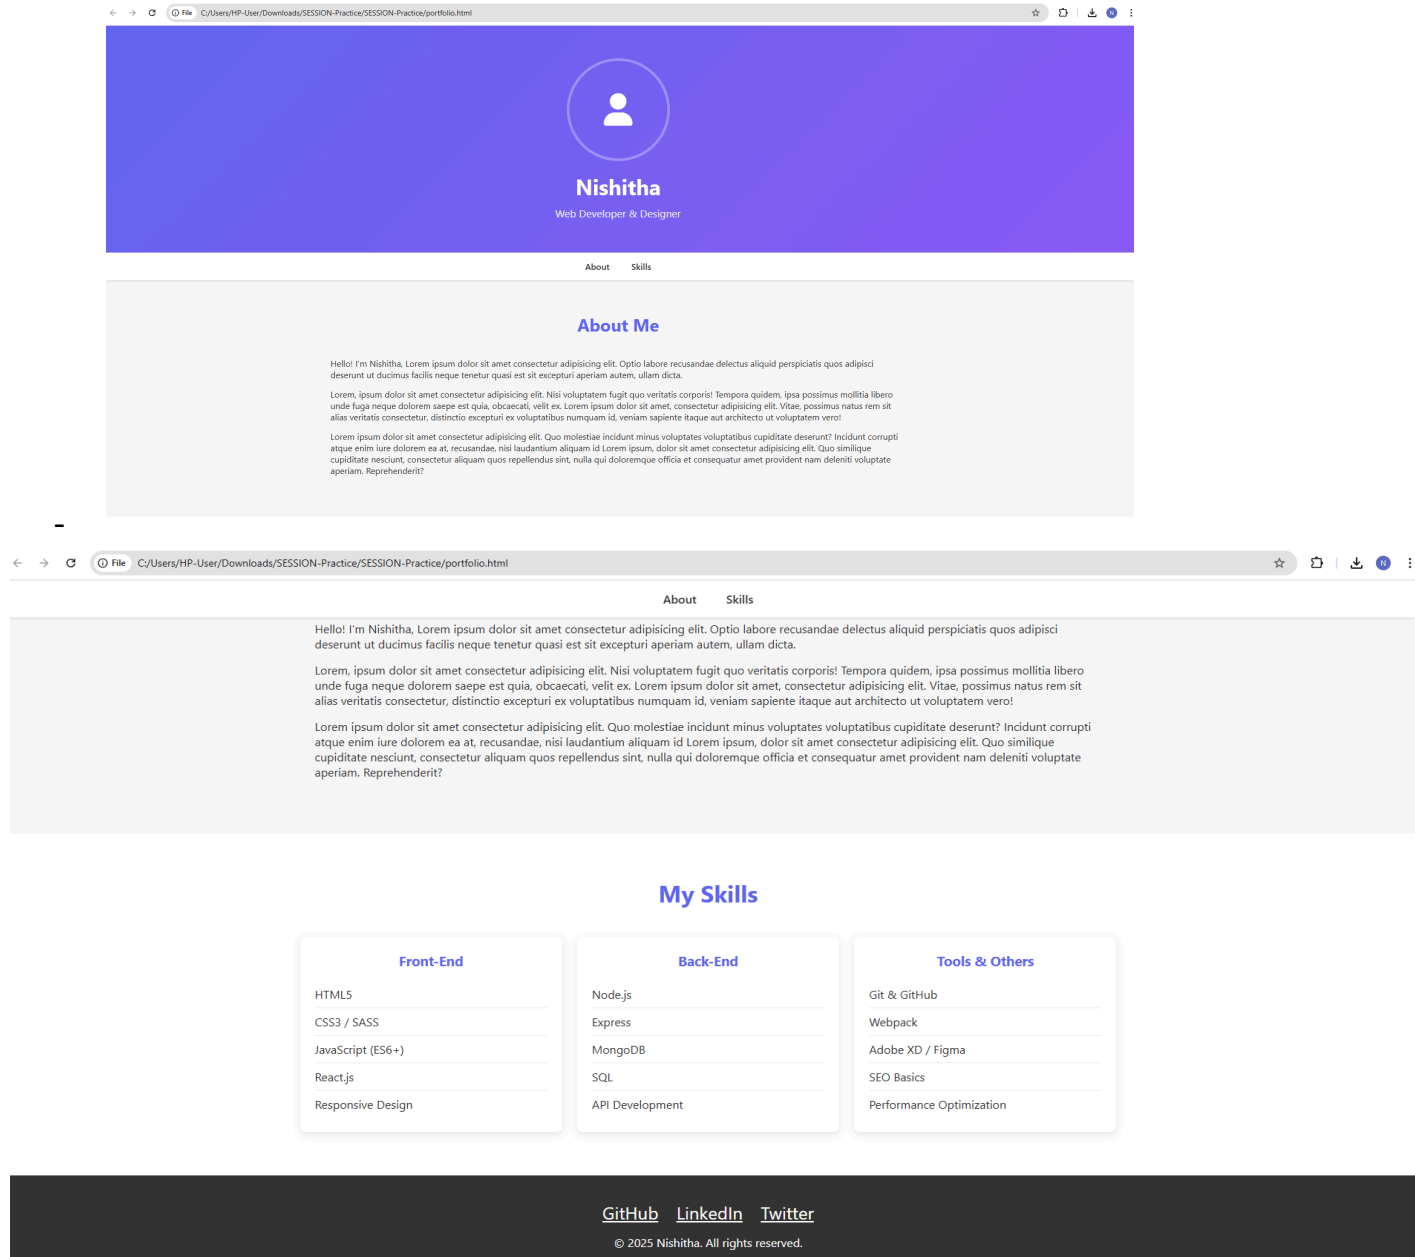 File C:/Users/HP-User/Downloads/SESSION-Practice/SESSION-Practice/portfolio.html
N
Nishitha
Web Developer & Designer
About Skills
About Me
Hello! I'm Nishitha, Lorem ipsum dolor sit amet consectetur adipisicing elit. Optio labore recusandae delectus aliquid perspiciatis quos adipisci
deserunt ut ducimus facilis neque tenetur quasi est sit excepturi aperiam autem, ullam dicta.
Lorem, ipsum dolor sit amet consectetur adipisicing elit. Nisi voluptatem fugit quo veritatis corporis! Tempora quidem, ipsa possimus mollitia libero
unde fuga neque dolorem saepe est quia, obcaecati, velit ex. Lorem ipsum dolor sit amet, consectetur adipisicing elit. Vitae, possimus natus rem sit
alias veritatis consectetur, distinctio excepturi ex voluptatibus numquam id, veniam sapiente itaque aut architecto ut voluptatem vero!
Lorem ipsum dolor sit amet consectetur adipisicing elit. Quo molestiae incidunt minus voluptates voluptatibus cupiditate deserunt? Incidunt corrupti
atque enim iure dolorem ea at, recusandae, nisi laudantium aliquam id Lorem ipsum, dolor sit amet consectetur adipisicing elit. Quo similique
cupiditate nesciunt, consectetur aliquam quos repellendus sint, nulla qui doloremque officia et consequatur amet provident nam deleniti voluptate
aperiam. Reprehenderit?
-
File C:/Users/HP-User/Downloads/SESSION-Practice/SESSION-Practice/portfolio.html
N
About Skills
Hello! I'm Nishitha, Lorem ipsum dolor sit amet consectetur adipisicing elit. Optio labore recusandae delectus aliquid perspiciatis quos adipisci
deserunt ut ducimus facilis neque tenetur quasi est sit excepturi aperiam autem, ullam dicta.
Lorem, ipsum dolor sit amet consectetur adipisicing elit. Nisi voluptatem fugit quo veritatis corporis! Tempora quidem, ipsa possimus mollitia libero
unde fuga neque dolorem saepe est quia, obcaecati, velit ex. Lorem ipsum dolor sit amet, consectetur adipisicing elit. Vitae, possimus natus rem sit
alias veritatis consectetur, distinctio excepturi ex voluptatibus numquam id, veniam sapiente itaque aut architecto ut voluptatem vero!
Lorem ipsum dolor sit amet consectetur adipisicing elit. Quo molestiae incidunt minus voluptates voluptatibus cupiditate deserunt? Incidunt corrupti
atque enim iure dolorem ea at, recusandae, nisi laudantium aliquam id Lorem ipsum, dolor sit amet consectetur adipisicing elit. Quo similique
cupiditate nesciunt, consectetur aliquam quos repellendus sint, nulla qui doloremque officia et consequatur amet provident nam deleniti voluptate
aperiam. Reprehenderit?
My Skills
Front-End
HTML5
CSS3 / SASS
JavaScript (ES6+)
React.js
Responsive Design
Back-End
Node.js
Express
MongoDB
SQL
API Development
Tools & Others
Git & GitHub
Webpack
Adobe XD / Figma
SEO Basics
Performance Optimization
GitHub LinkedIn Twitter
© 2025 Nishitha. All rights reserved.